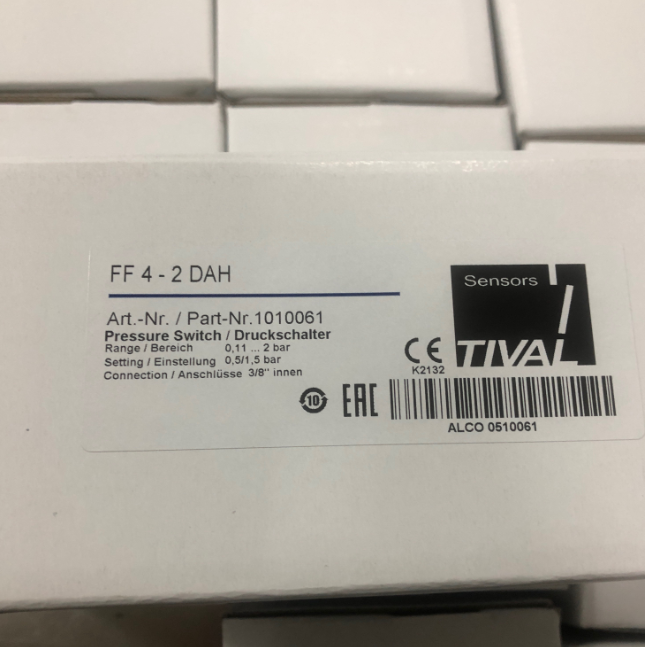 FF 4 - 2 DAH
Sensors
TIVAL
Art.-Nr. / Part-Nr.1010061
Pressure Switch / Druckschalter
Range / Bereich 0,11 ... 2 bar
Setting / Einstellung 0,5/1,5 bar
Connection / Anschlüsse 3/8" innen
CE
K2132
10
EAC
ALCO 0510061